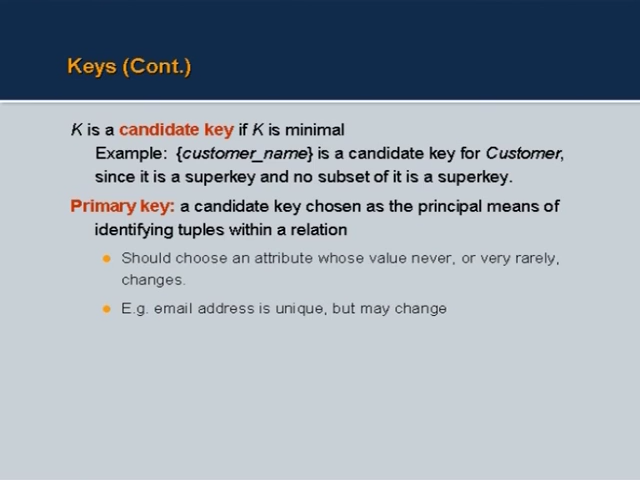 Keys (Cont.)
K is a candidate key if K is minimal
Example: {customer_name} is a candidate key for Customer,
since it is a superkey and no subset of it is a superkey.
Primary key: a candidate key chosen as the principal means of
identifying tuples within a relation
Should choose an attribute whose value never, or very rarely,
changes.
E.g. email address is unique, but may change